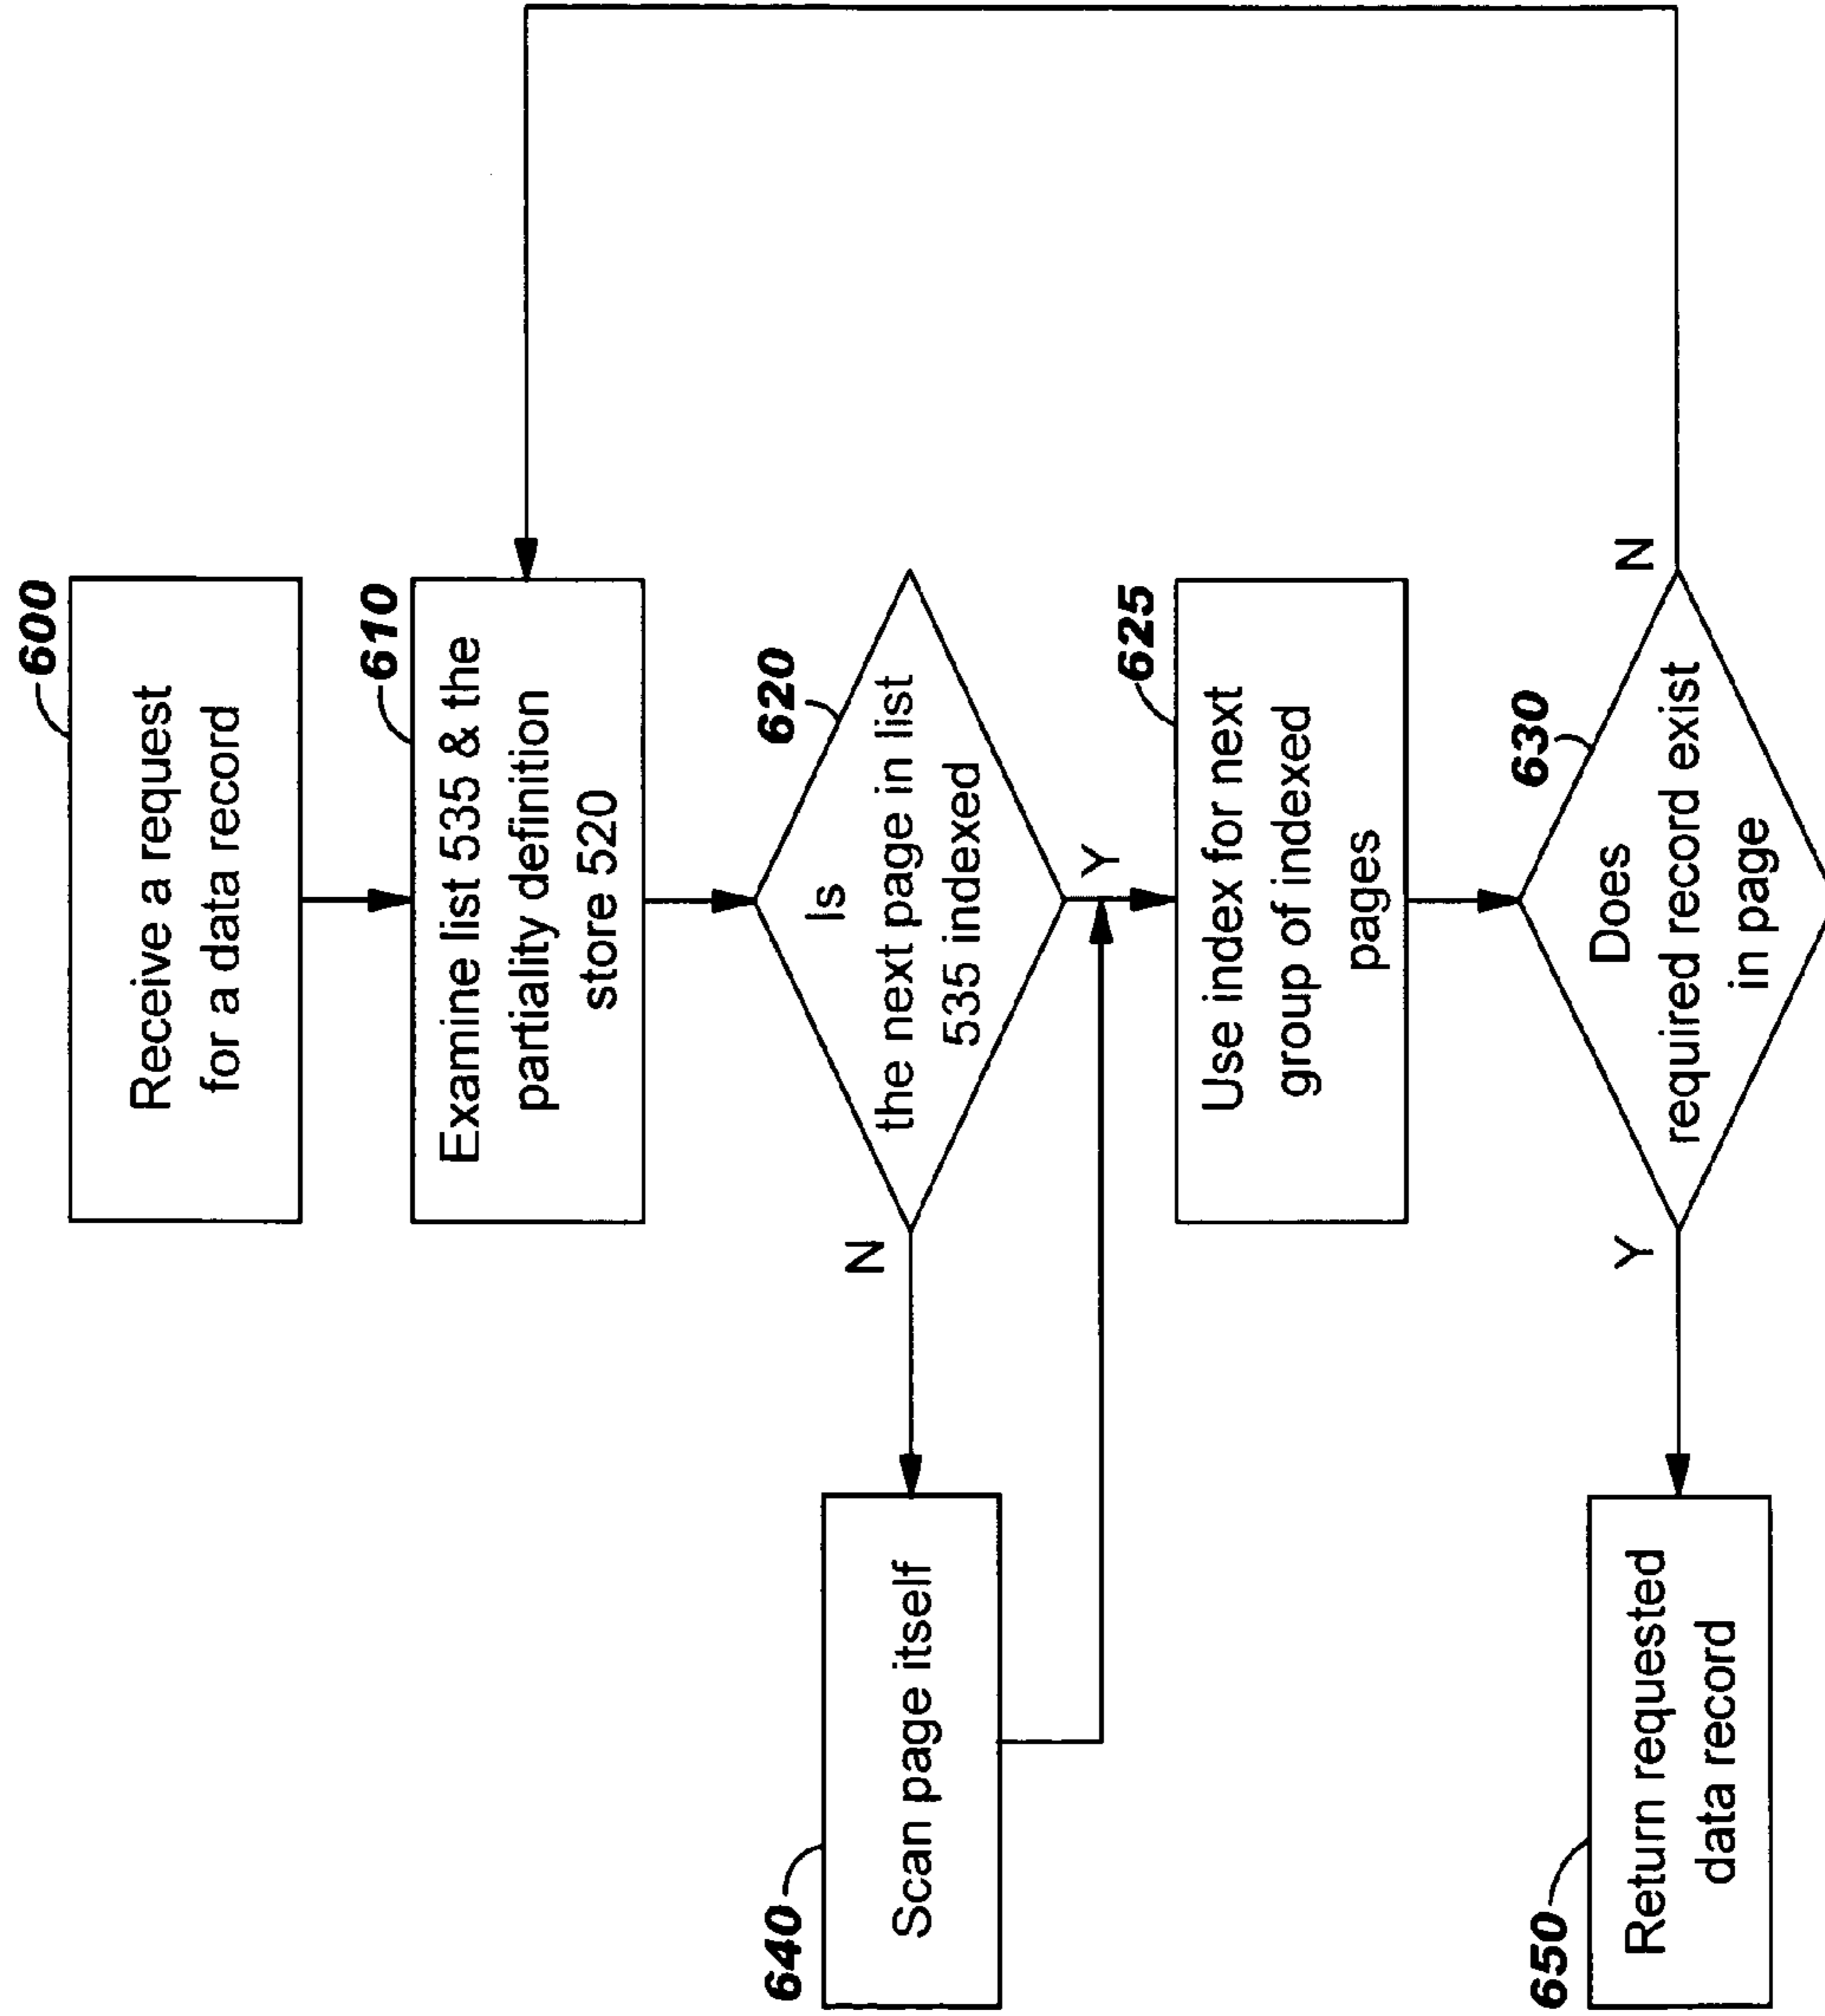 600
Receive a request
for a data record
610
Examine list 535 & the
partiality definition
store 520
620
Is
the next page in list
535 indexed
N
Y
640
Scan page itself
625
Use index for next
group of indexed
pages
630
Does
required record exist
in page
Y
N
650
Return requested
data record